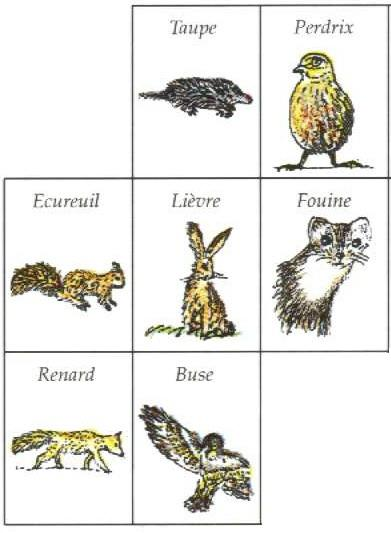 Taupe Perdrix
Ecureuil Lièvre Fouine
Renard Buse